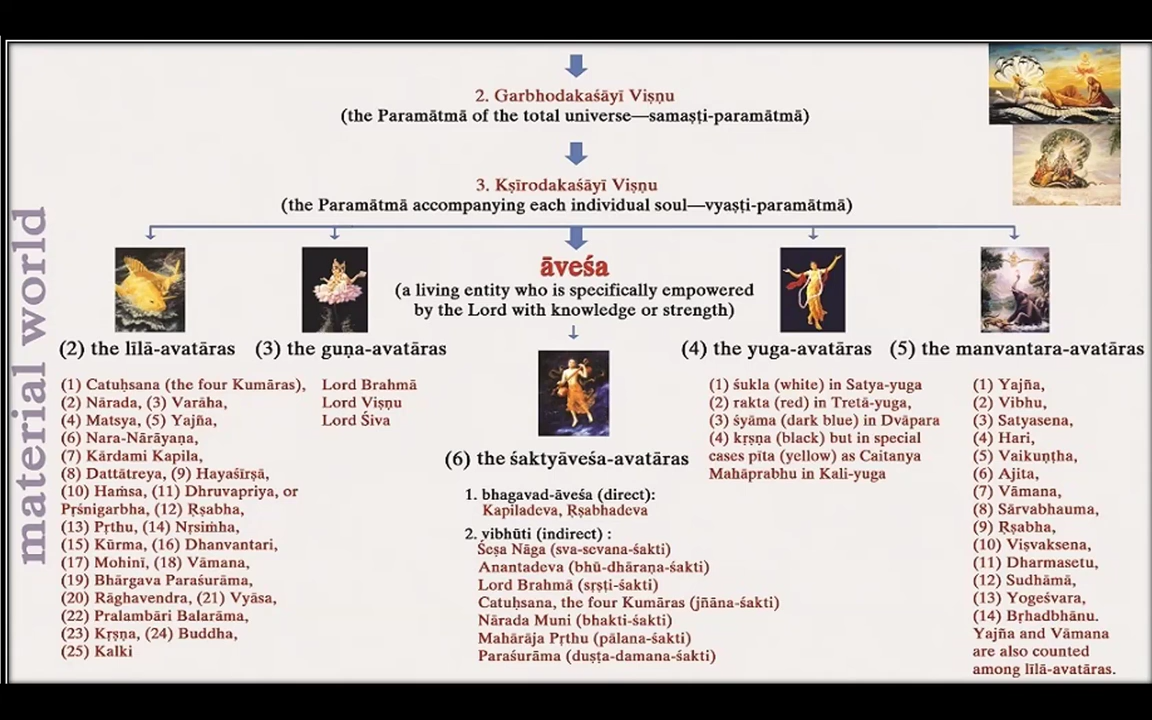 2. Garbhodakaśāyī Viṣṇu
(the Paramātmā of the total universe—samaṣṭi-paramātmā)
3. Kṣīrodakaśāyī Viṣṇu
(the Paramātmā accompanying each individual soul—vyaṣṭi-paramātmā)
material world
(2) the līlā-avatāras
(1) Catuḥsana (the four Kumāras),
(2) Nārada, (3) Varāha,
(4) Matsya, (5) Yajña,
(6) Nara-Nārāyaṇa,
(7) Kārdami Kapila,
(8) Dattātreya, (9) Hayaśīrṣā,
(10) Haṁsa, (11) Dhruvapriya, or
Pṛśnigarbha, (12) Ṛṣabha,
(13) Pṛthu, (14) Nṛsiṁha,
(15) Kūrma, (16) Dhanvantari,
(17) Mohinī, (18) Vāmana,
(19) Bhārgava Paraśurāma,
(20) Rāghavendra, (21) Vyāsa,
(22) Pralambāri Balarāma,
(23) Kṛṣṇa, (24) Buddha,
(25) Kalki
(3) the guṇa-avatāras
Lord Brahmā
Lord Viṣṇu
Lord Śiva
āveśa
(a living entity who is specifically empowered
by the Lord with knowledge or strength)
(6) the śaktyāveśa-avatāras
1. bhagavad-āveśa (direct):
Kapiladeva, Ṛṣabhadeva
2. vibhūti (indirect) :
Śeṣa Nāga (sva-sevana-śakti)
Anantadeva (bhū-dhāraṇa-śakti)
Lord Brahmā (sṛṣṭi-śakti)
Catuḥsana, the four Kumāras (jñāna-śakti)
Nārada Muni (bhakti-śakti)
Mahārāja Pṛthu (pālana-śakti)
Paraśurāma (duṣṭa-damana-śakti)
(4) the yuga-avatāras
(1) śukla (white) in Satya-yuga
(2) rakta (red) in Tretā-yuga,
(3) śyāma (dark blue) in Dvāpara
(4) kṛṣṇa (black) but in special
cases pīta (yellow) as Caitanya
Mahāprabhu in Kali-yuga
(5) the manvantara-avatāras
(1) Yajña,
(2) Vibhu,
(3) Satyasena,
(4) Hari,
(5) Vaikuṇṭha,
(6) Ajita,
(7) Vāmana,
(8) Sārvabhauma,
(9) Ṛṣabha,
(10) Viṣvaksena,
(11) Dharmasetu,
(12) Sudhāmā,
(13) Yogeśvara,
(14) Bṛhadbhānu.
Yajña and Vāmana
are also counted
among līlā-avatāras.